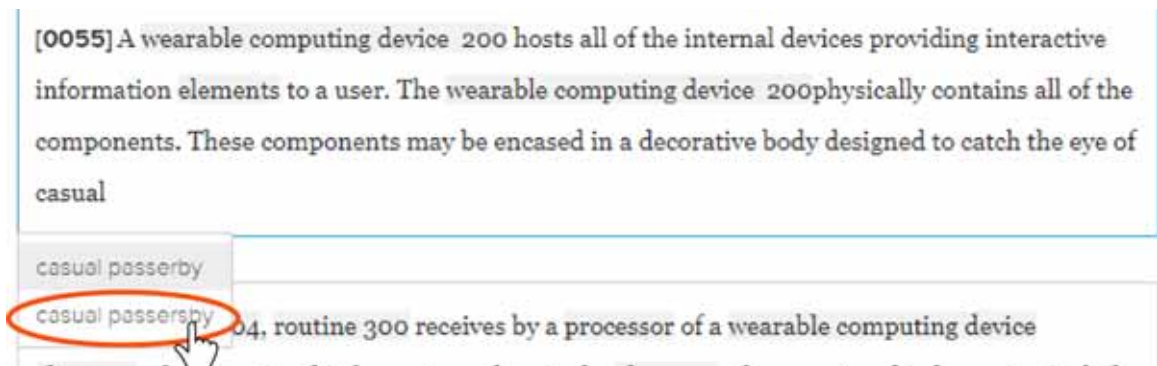 [0055] A wearable computing device 200 hosts all of the internal devices providing interactive
information elements to a user. The wearable computing device 200physically contains all of the
components. These components may be encased in a decorative body designed to catch the eye of
casual
casual passerby
casual passersby
04, routine 300 receives by a processor of a wearable computing device